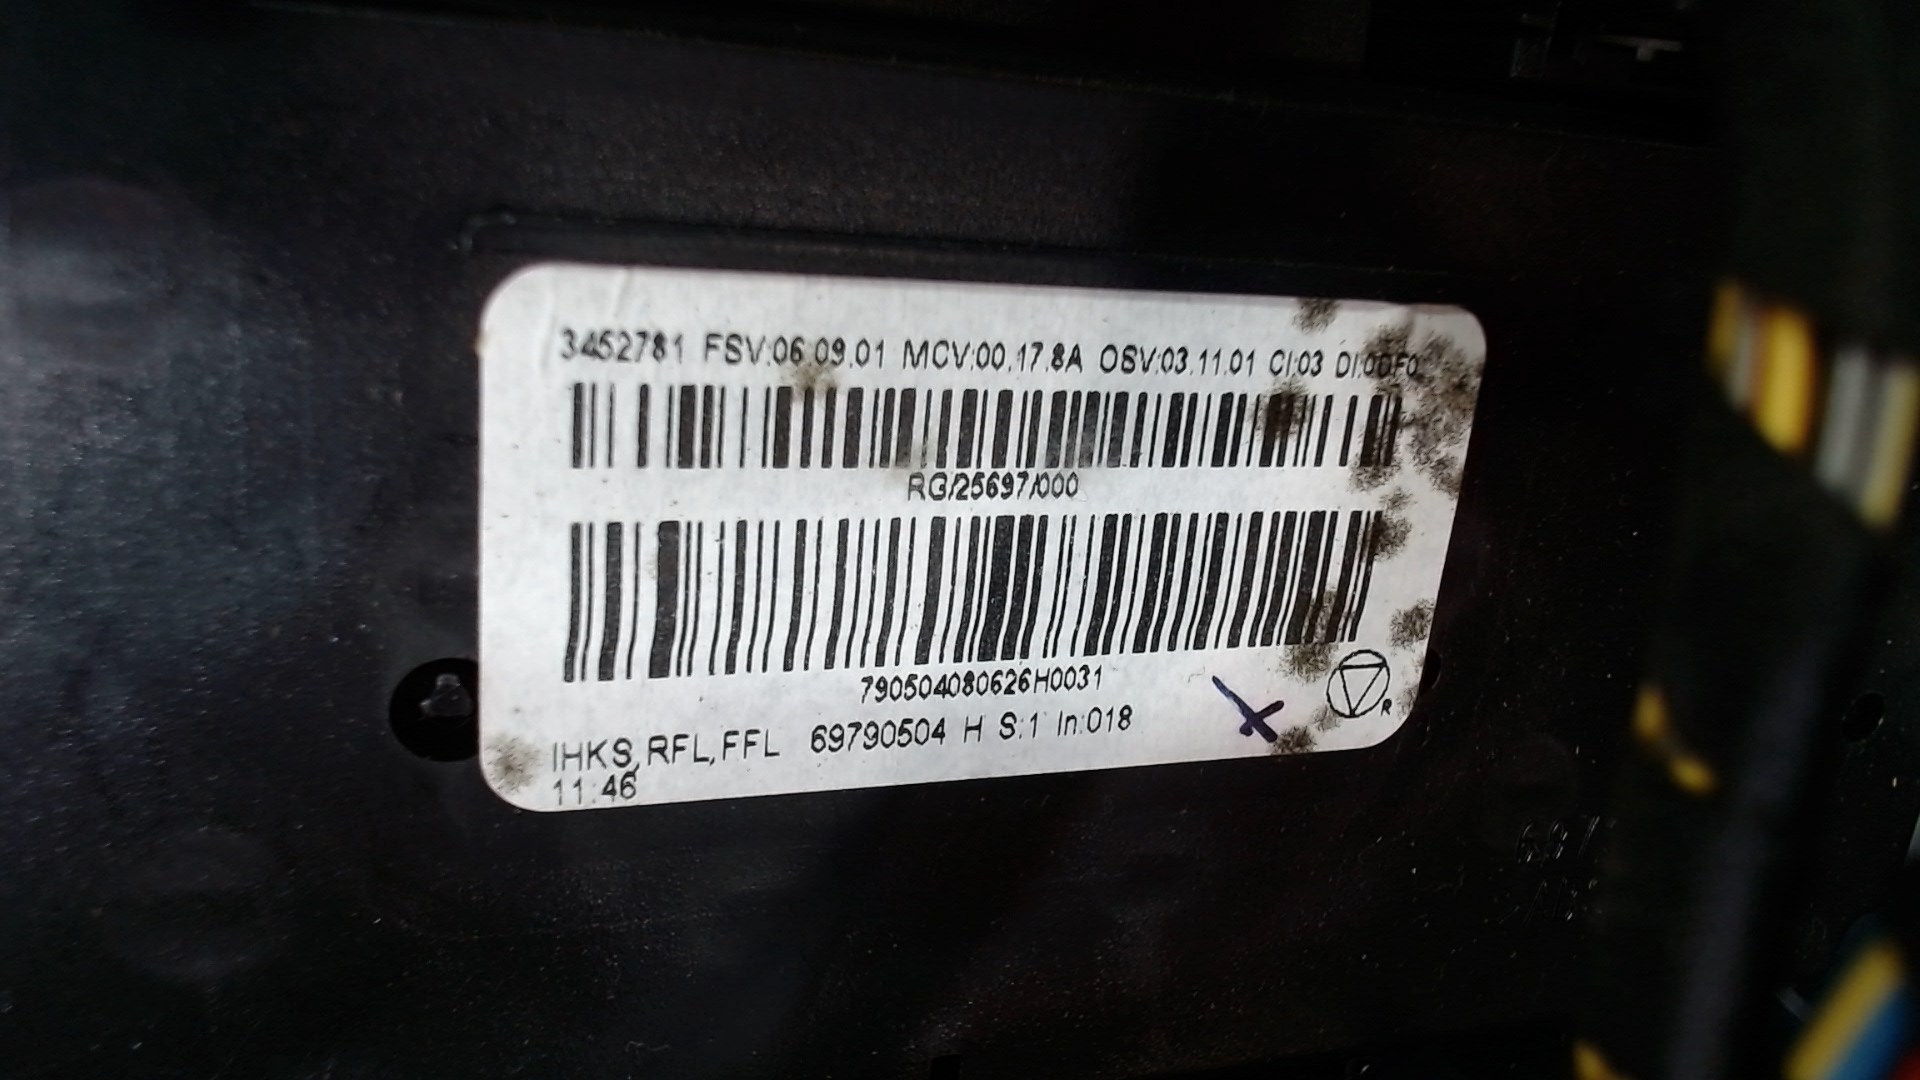 3452781 FSV:06.09.01 MCV:00.17.8A OSV:03.11.01 CI:03 DI:00F0
RG/25697/000
790504080626H0031
IHKS,RFL,FFL 69790504 H S:1 In:018
R
11:46